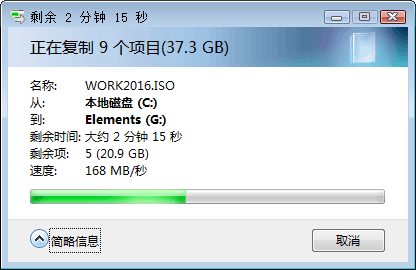 剩余 2 分钟 15 秒
正在复制 9 个项目(37.3 GB)
名称: WORK2016.ISO
从: 本地磁盘 (C:)
到: Elements (G:)
剩余时间: 大约 2 分钟 15 秒
剩余项: 5 (20.9 GB)
速度: 168 MB/秒
简略信息
取消